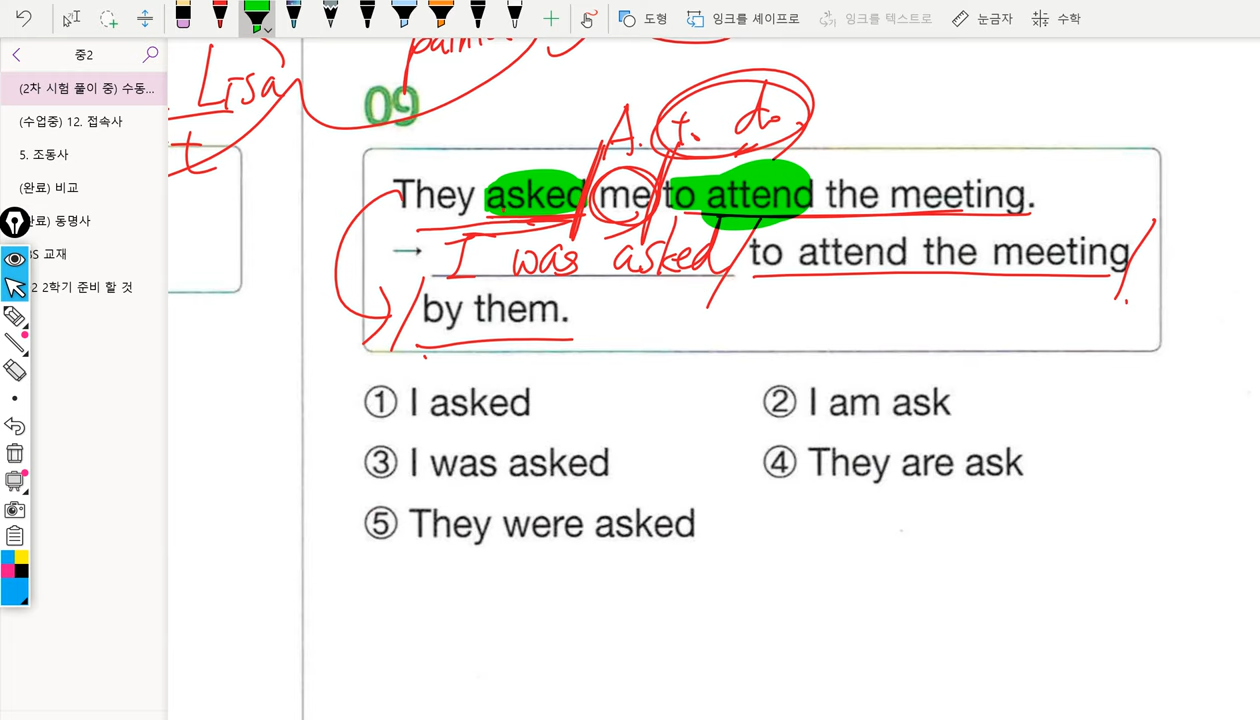 도형
잉크를 셰이프로
잉크를 텍스트로
눈금자
수학
중2
(2차 시험 풀이 중) 수동...
(수업중) 12. 접속사
5. 조동사
(완료) 비교
동명사
교재
2학기 준비 할 것
Lisa
t
09
A. to do.
They asked me to attend the meeting.
→ I was asked to attend the meeting
by them.
① I asked
② I am ask
③ I was asked
④ They are ask
⑤ They were asked